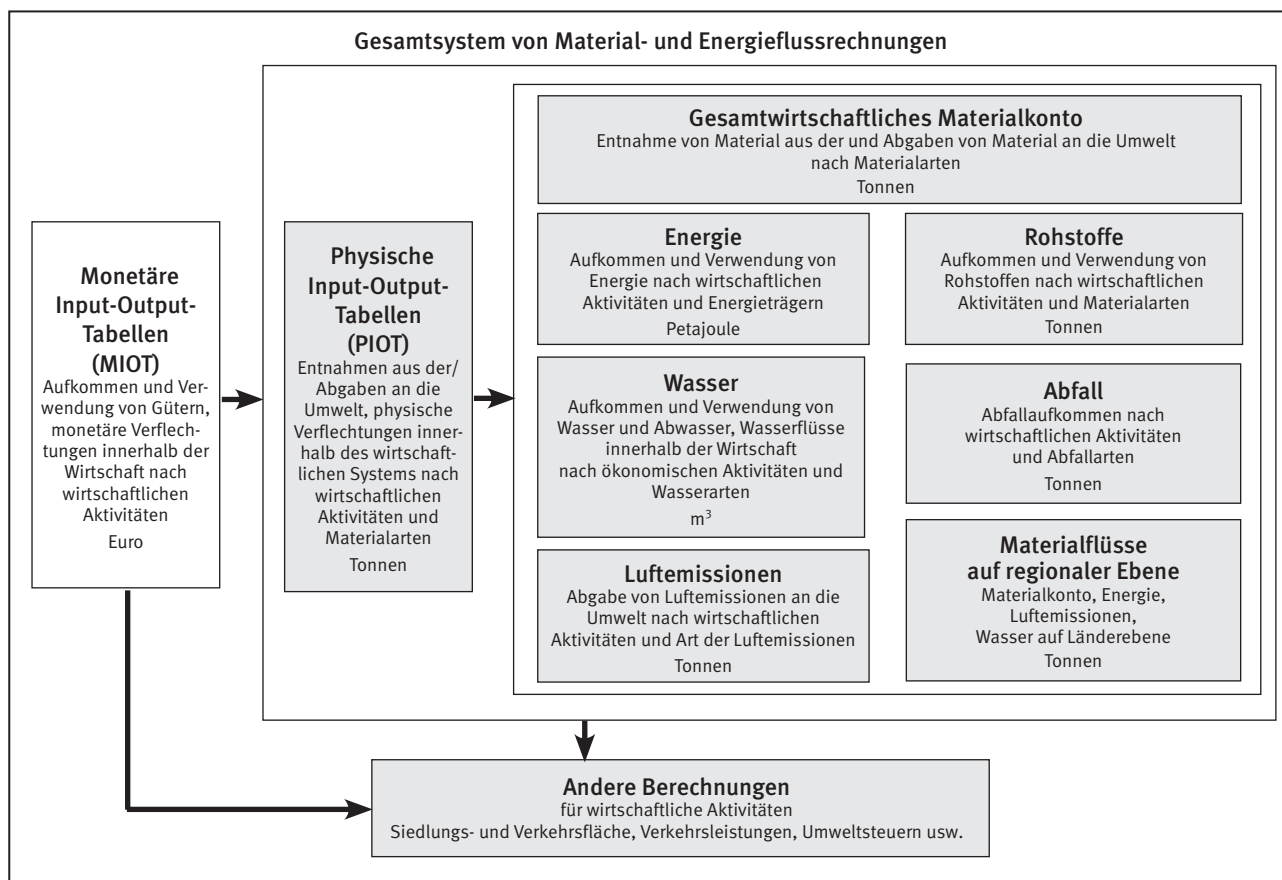 Gesamtsystem von Material- und Energieflussrechnungen
Monetäre
Input-Output-
Tabellen
(MIOT)
Aufkommen und Ver-
wendung von Gütern,
monetäre Verflech-
tungen innerhalb der
Wirtschaft nach
wirtschaftlichen
Aktivitäten
Euro
Physische
Input-Output-
Tabellen
(PIOT)
Entnahmen aus der/
Abgaben an die
Umwelt, physische
Verflechtungen inner-
halb des wirtschaft-
lichen Systems nach
wirtschaftlichen
Aktivitäten und
Materialarten
Tonnen
Gesamtwirtschaftliches Materialkonto
Entnahme von Material aus der und Abgaben von Material an die Umwelt
nach Materialarten
Tonnen
Energie
Aufkommen und Verwendung von
Energie nach wirtschaftlichen
Aktivitäten und Energieträgern
Petajoule
Rohstoffe
Aufkommen und Verwendung von
Rohstoffen nach wirtschaftlichen
Aktivitäten und Materialarten
Tonnen
Wasser
Aufkommen und Verwendung von
Wasser und Abwasser, Wasserflüsse
innerhalb der Wirtschaft
nach ökonomischen Aktivitäten und
Wasserarten
m³
Abfall
Abfallaufkommen nach
wirtschaftlichen Aktivitäten
und Abfallarten
Tonnen
Luftemissionen
Abgabe von Luftemissionen an die
Umwelt nach wirtschaftlichen
Aktivitäten und Art der Luftemissionen
Tonnen
Materialflüsse
auf regionaler Ebene
Materialkonto, Energie,
Luftemissionen,
Wasser auf Länderebene
Tonnen
Andere Berechnungen
für wirtschaftliche Aktivitäten
Siedlungs- und Verkehrsfläche, Verkehrsleistungen, Umweltsteuern usw.